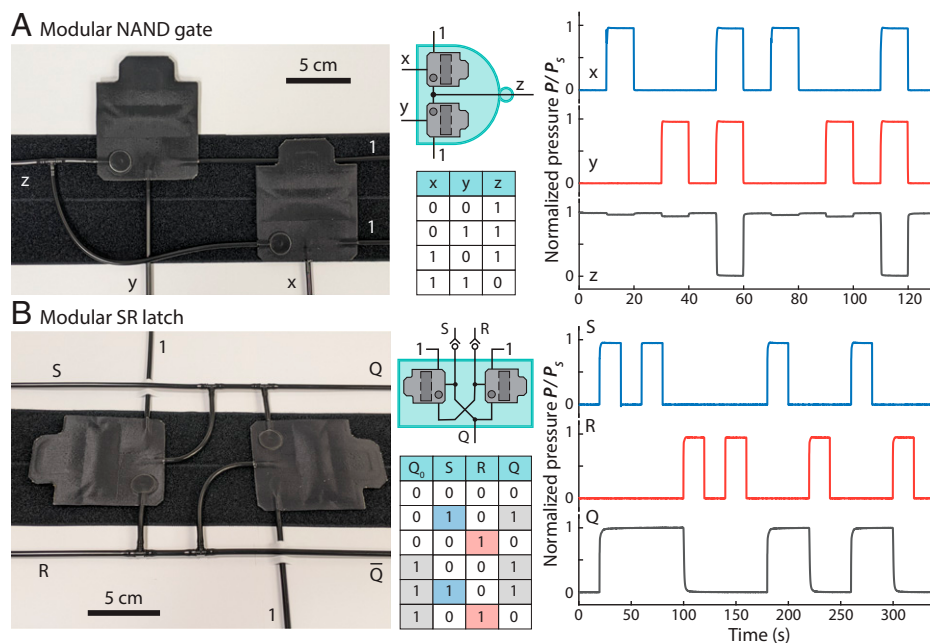 A Modular NAND gate
5 cm
z
1
1
y
x
1
x
y
z
1
x y z
0 0 1
0 1 1
1 0 1
1 1 0
Normalized pressure P/Pₛ
1
0
x
1
0
y
1
0
z
0 20 40 60 80 100 120
B Modular SR latch
1
S
Q
R
Q̅
1
5 cm
S R
1 1
Q
Q₀ S R Q
0 0 0 0
0 1 0 1
0 0 1 0
1 0 0 1
1 1 0 1
1 0 1 0
Normalized pressure P/Pₛ
S
1
0
R
1
0
Q
1
0
0 50 100 150 200 250 300
Time (s)